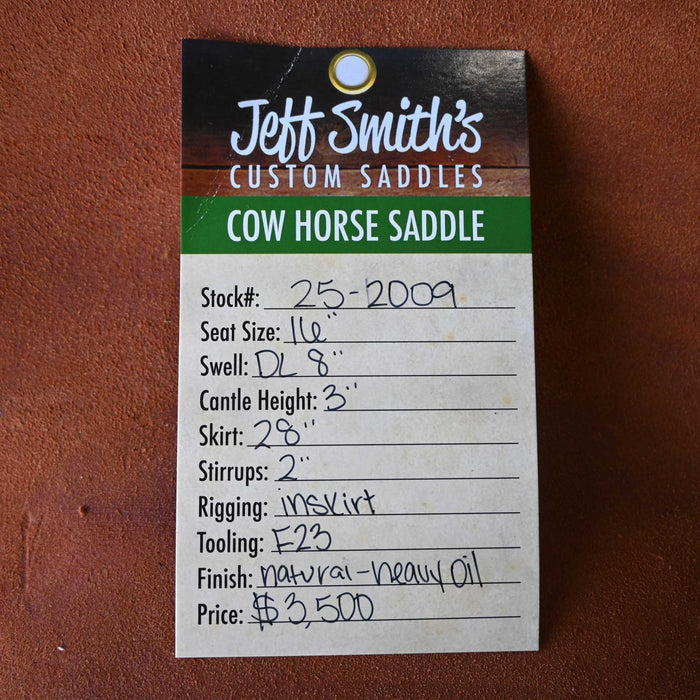 Jeff Smith's
CUSTOM SADDLES
COW HORSE SADDLE
Stock#: 25-2009
Seat Size: 16"
Swell: DL 8"
Cantle Height: 3"
Skirt: 28"
Stirrups: 2"
Rigging: inskirt
Tooling: F23
Finish: natural-heavy oil
Price: $3,500